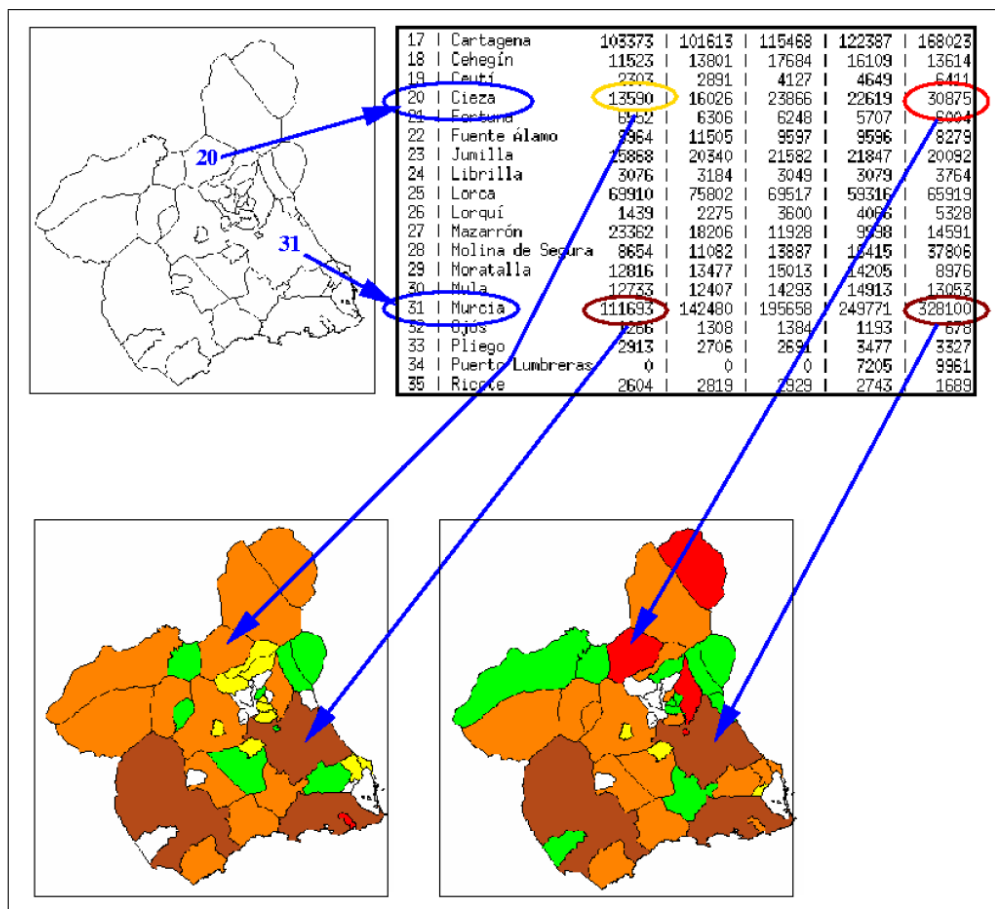 17 | Cartagena 103373 | 101613 | 115468 | 122387 | 168023
18 | Cehegín 11523 | 13801 | 17684 | 16109 | 13614
19 | Ceutí 2303 | 2891 | 4127 | 4649 | 6411
20 | Cieza 13590 | 16026 | 23866 | 22619 | 30875
21 | Fortuna 6306 | 6248 | 5707 | 6004
22 | Fuente Álamo 9964 | 11505 | 9597 | 9596 | 8279
23 | Jumilla 15868 | 20340 | 21582 | 21847 | 20092
24 | Librilla 3076 | 3184 | 3049 | 3079 | 3764
25 | Lorca 69910 | 75802 | 69517 | 59316 | 65919
26 | Lorquí 1439 | 2275 | 3600 | 4066 | 5328
27 | Mazarrón 23362 | 18206 | 11928 | 14591
28 | Molina de Segura 8654 | 11082 | 13887 | 37806
29 | Moratalla 12816 | 13477 | 15013 | 14205 | 8976
30 | Mula 12733 | 12407 | 14293 | 14913 | 13053
31 | Murcia 111693 | 142480 | 195658 | 249771 | 328100
32 | Ojós | 1308 | 1384 | 1193 |
33 | Pliego 2913 | 2706 | 2691 | 3477 | 3327
34 | Puerto Lumbreras 0 | 0 | 0 | 7205 | 9961
35 | Ricote 2604 | 2819 | 2929 | 2743 | 1689
20
31